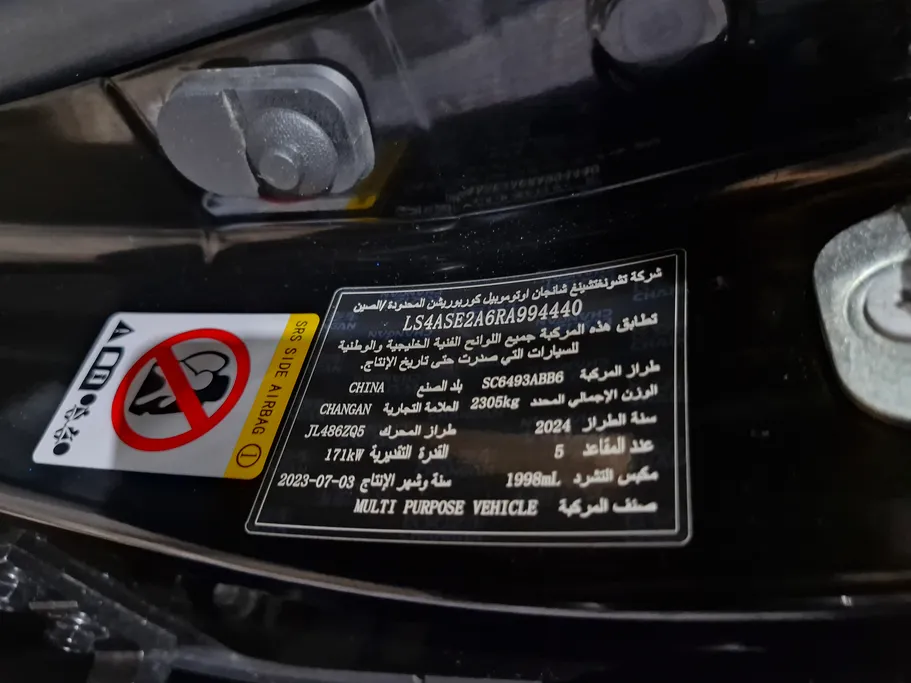 شركة تشونغتشينغ شانجان اوتوموبيل كوربوريشن المحدودة /الصين
LS4ASE2A6RA994440
تطابق هذه المركبة جميع اللوائح الفنية الخليجية والوطنية
للسيارات التي صدرت حتى تاريخ الإنتاج.
طراز المركبة SC6493ABB6 بلد الصنع CHINA
الوزن الإجمالي المحدد 2305kg العلامة التجارية CHANGAN
سنة الطراز 2024 طراز المحرك JL486ZQ5
عدد المقاعد 5 القدرة التقديرية 171kW
مكبس التشرد 1998mL سنة وشهر الإنتاج 2023-07-03
صنف المركبة MULTI PURPOSE VEHICLE
SRS SIDE AIRBAG ①